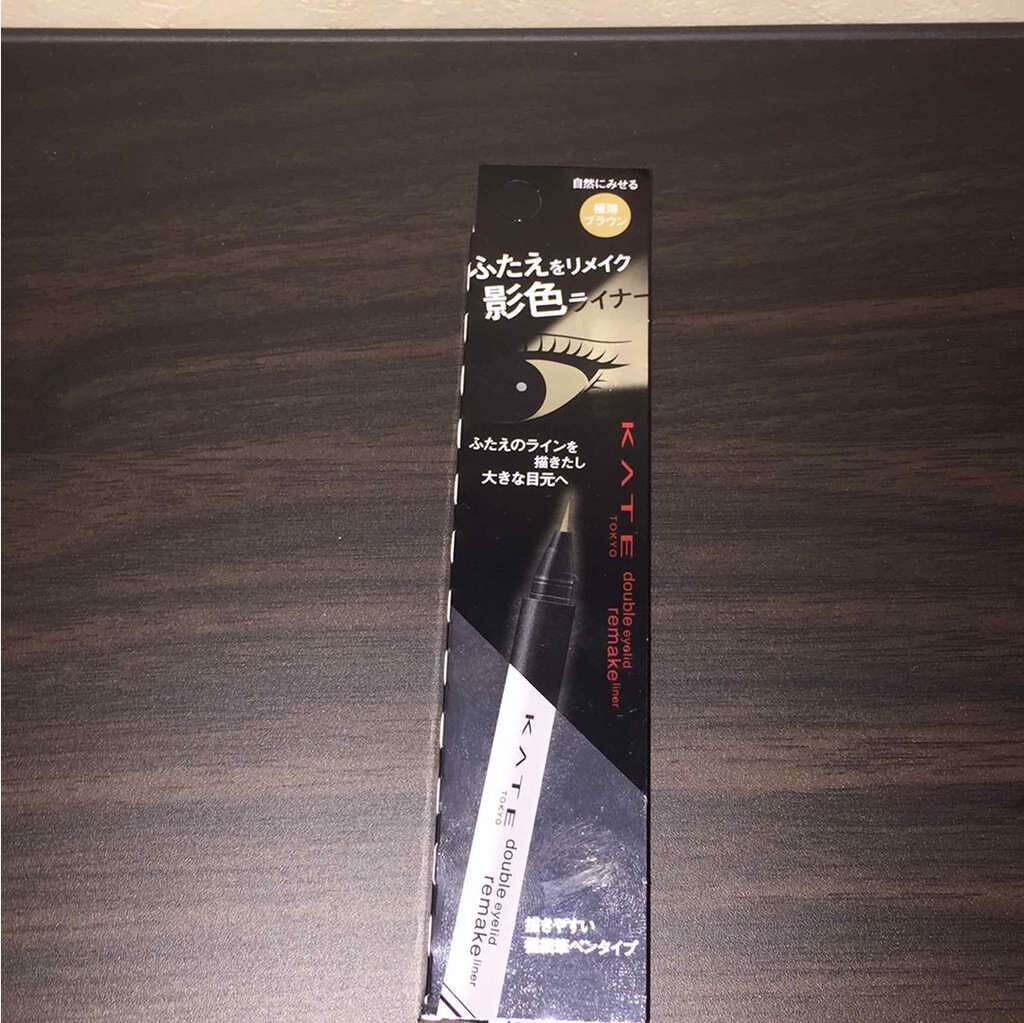 自然にみせる
極薄
ブラウン
ふたえをリメイク
影色ライナー
ふたえのラインを
描きたし
大きな目元へ
KATE
TOKYO
double eyelid
remake liner
KATE
TOKYO
double eyelid
remake liner
描きやすい
筆ペンタイプ